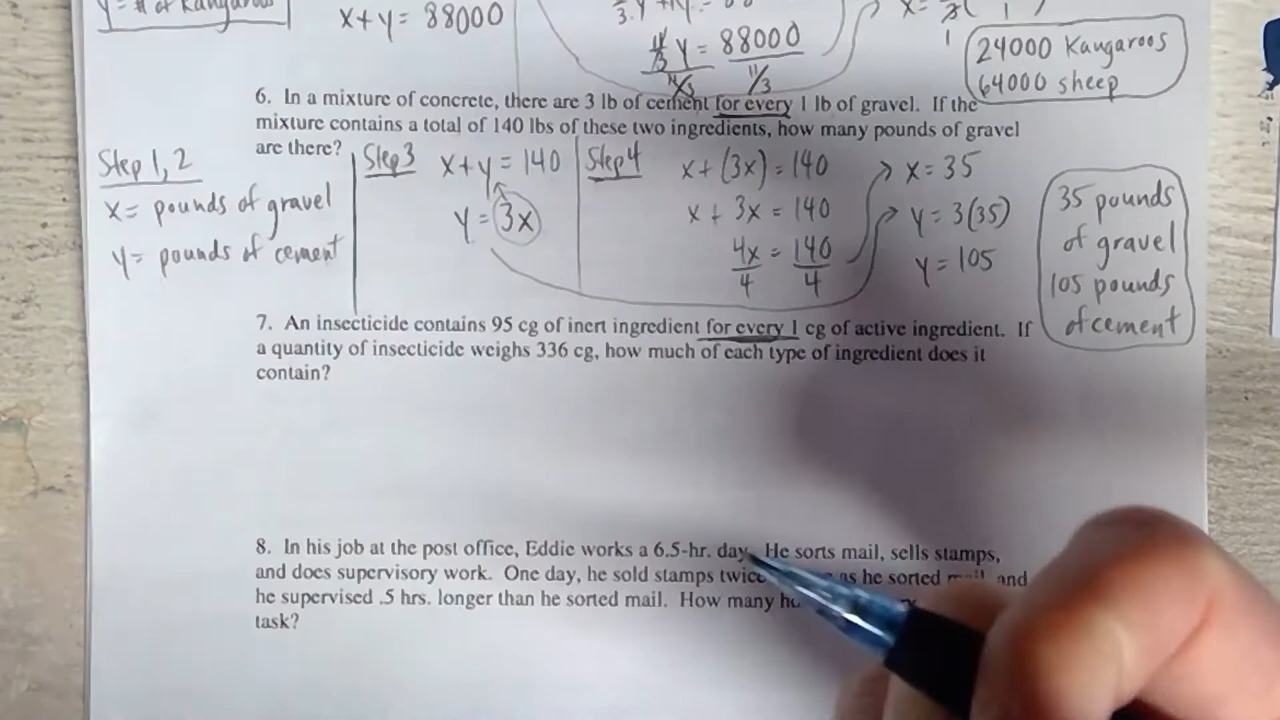 y = # of Kangaroos
x+y = 88000
88000
11/3
24000 Kangaroos
64000 sheep
6. In a mixture of concrete, there are 3 lb of cement for every 1 lb of gravel. If the
mixture contains a total of 140 lbs of these two ingredients, how many pounds of gravel
are there?
Step 1, 2
x= pounds of gravel
y= pounds of cement
Step 3
x+y = 140
y = 3x
Step 4
x + (3x) = 140
x + 3x = 140
4x = 140
4 4
x = 35
y = 3(35)
y = 105
35 pounds
of gravel
105 pounds
of cement
7. An insecticide contains 95 cg of inert ingredient for every 1 cg of active ingredient. If
a quantity of insecticide weighs 336 cg, how much of each type of ingredient does it
contain?
8. In his job at the post office, Eddie works a 6.5-hr. day. He sorts mail, sells stamps,
and does supervisory work. One day, he sold stamps twice as he sorted and
he supervised .5 hrs. longer than he sorted mail. How many
task?